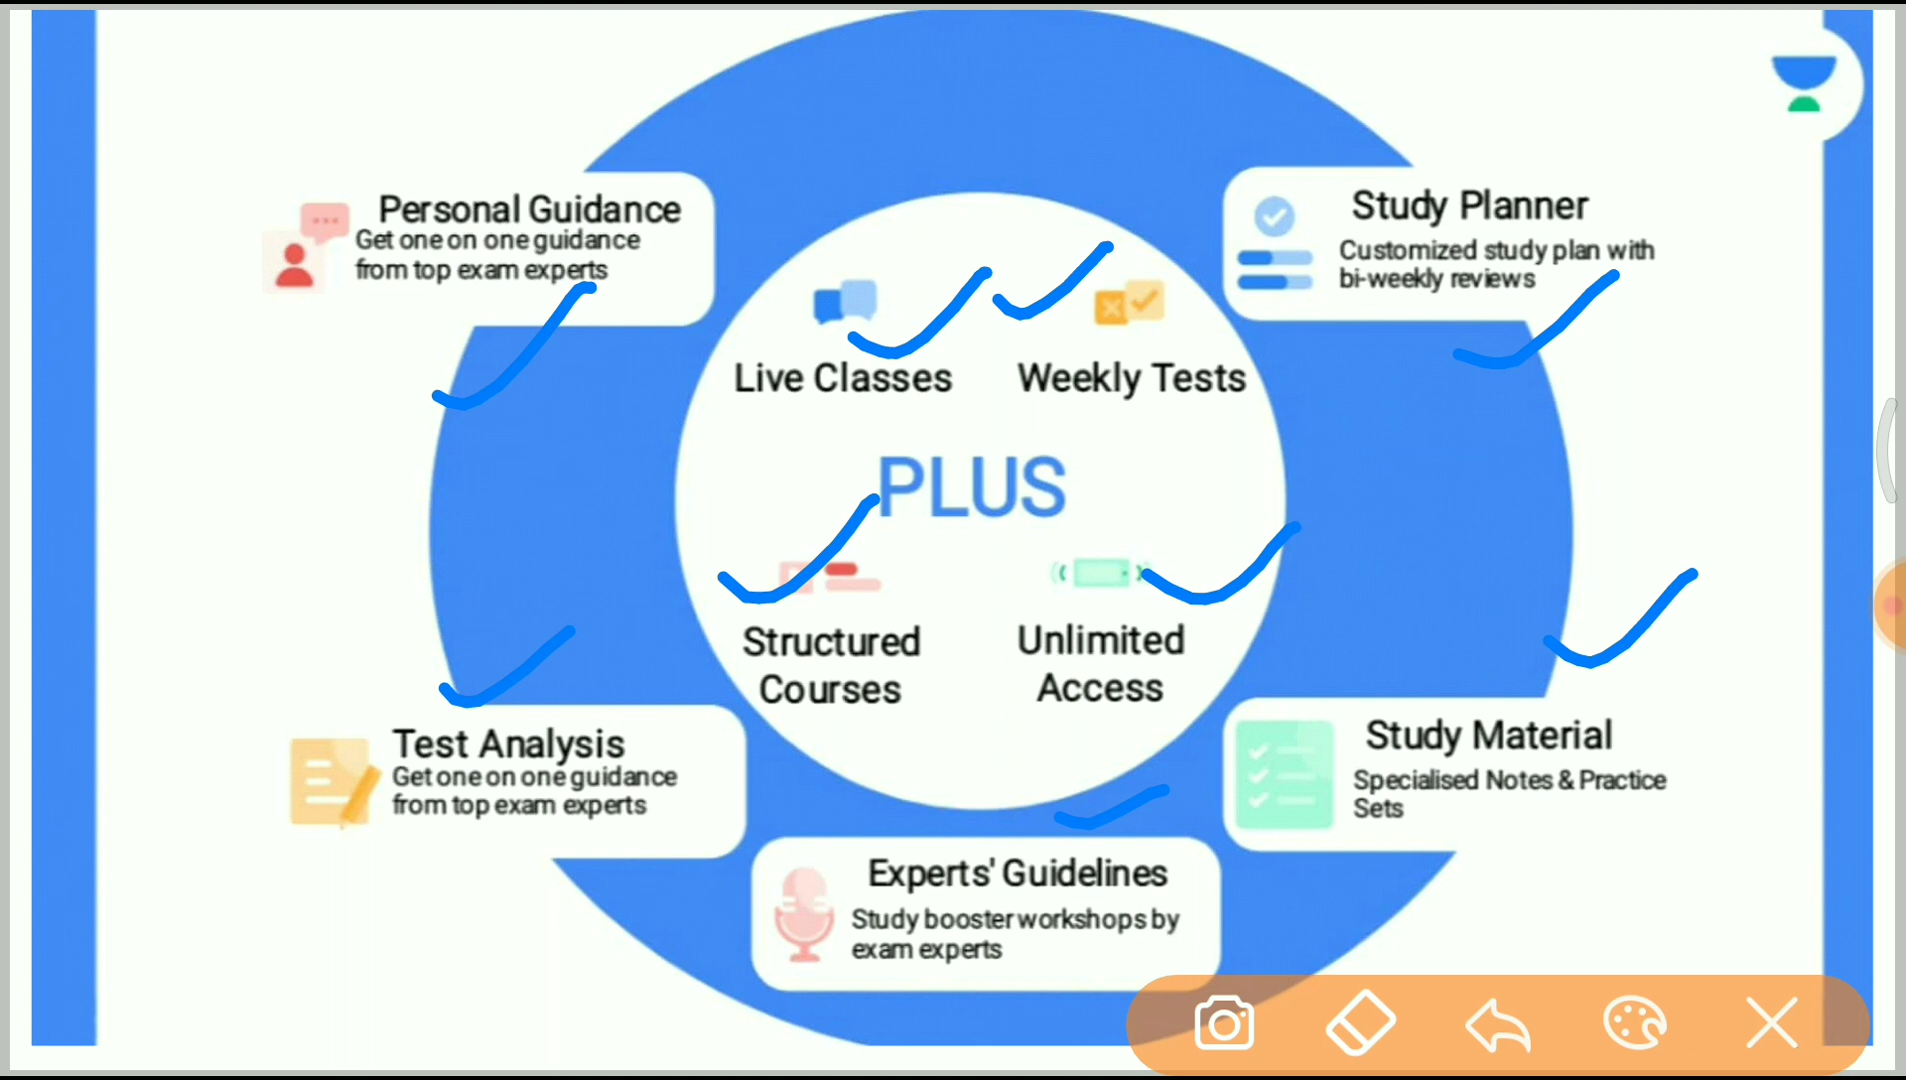 Personal Guidance
Get one on one guidance
from top exam experts
Study Planner
Customized study plan with
bi-weekly reviews
Live Classes
Weekly Tests
PLUS
Structured
Courses
Unlimited
Access
Test Analysis
Get one on one guidance
from top exam experts
Study Material
Specialised Notes & Practice
Sets
Experts' Guidelines
Study booster workshops by
exam experts